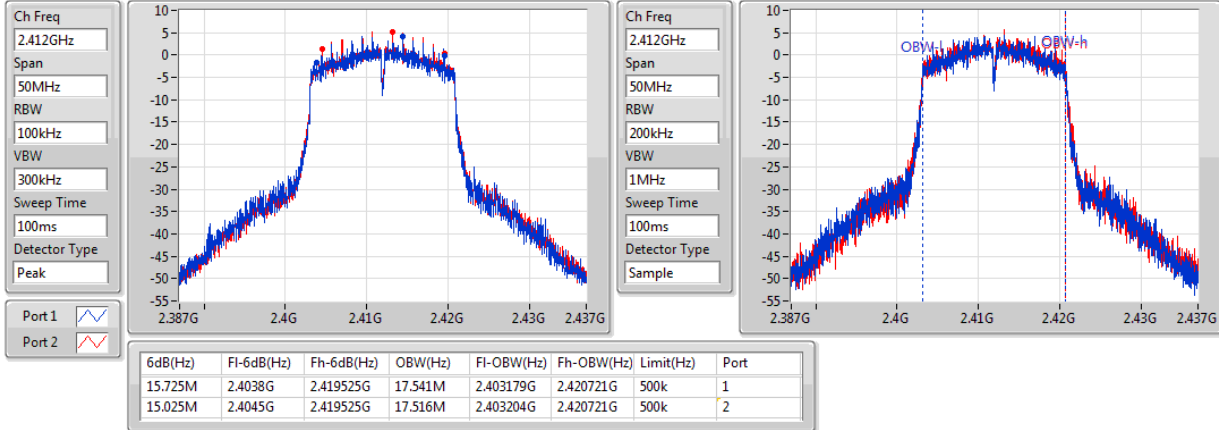 Ch Freq
2.412GHz
Span
50MHz
RBW
100kHz
VBW
300kHz
Sweep Time
100ms
Detector Type
Peak
Port 1
Port 2
10
5
0
-5
-10
-15
-20
-25
-30
-35
-40
-45
-50
-55
2.387G 2.4G 2.41G 2.42G 2.43G 2.437G
Ch Freq
2.412GHz
Span
50MHz
RBW
200kHz
VBW
1MHz
Sweep Time
100ms
Detector Type
Sample
10
5
0
-5
-10
-15
-20
-25
-30
-35
-40
-45
-50
-55
OBW-l OBW-h
2.387G 2.4G 2.41G 2.42G 2.43G 2.437G
6dB(Hz) Fl-6dB(Hz) Fh-6dB(Hz) OBW(Hz) Fl-OBW(Hz) Fh-OBW(Hz) Limit(Hz) Port
15.725M 2.4038G 2.419525G 17.541M 2.403179G 2.420721G 500k 1
15.025M 2.4045G 2.419525G 17.516M 2.403204G 2.420721G 500k 2